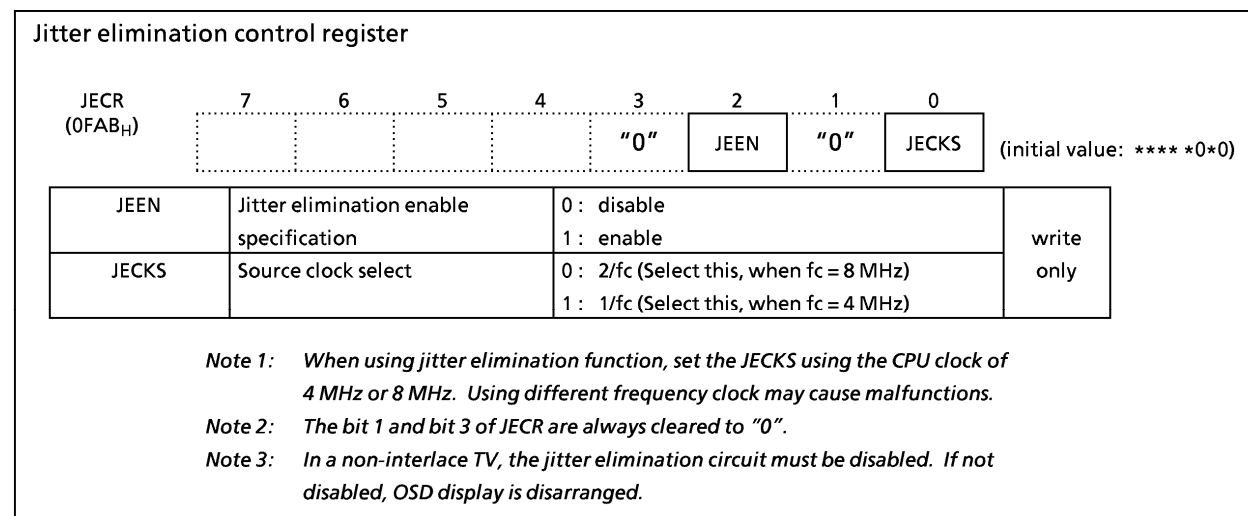 Jitter elimination control register
JECR 7 6 5 4 3 2 1 0
(0FABH) "0" JEEN "0" JECKS (initial value: **** *0*0)
JEEN Jitter elimination enable 0 : disable
specification 1 : enable write
JECKS Source clock select 0 : 2/fc (Select this, when fc = 8 MHz) only
1 : 1/fc (Select this, when fc = 4 MHz)
Note 1: When using jitter elimination function, set the JECKS using the CPU clock of
4 MHz or 8 MHz. Using different frequency clock may cause malfunctions.
Note 2: The bit 1 and bit 3 of JECR are always cleared to "0".
Note 3: In a non-interlace TV, the jitter elimination circuit must be disabled. If not
disabled, OSD display is disarranged.